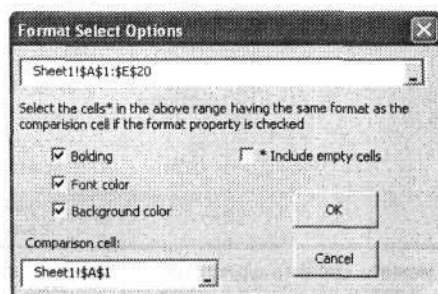 Format Select Options
Sheet1!$A$1:$E$20
Select the cells* in the above range having the same format as the
comparision cell if the format property is checked
Bolding
* Include empty cells
Font color
Background color
OK
Comparison cell:
Cancel
Sheet1!$A$1